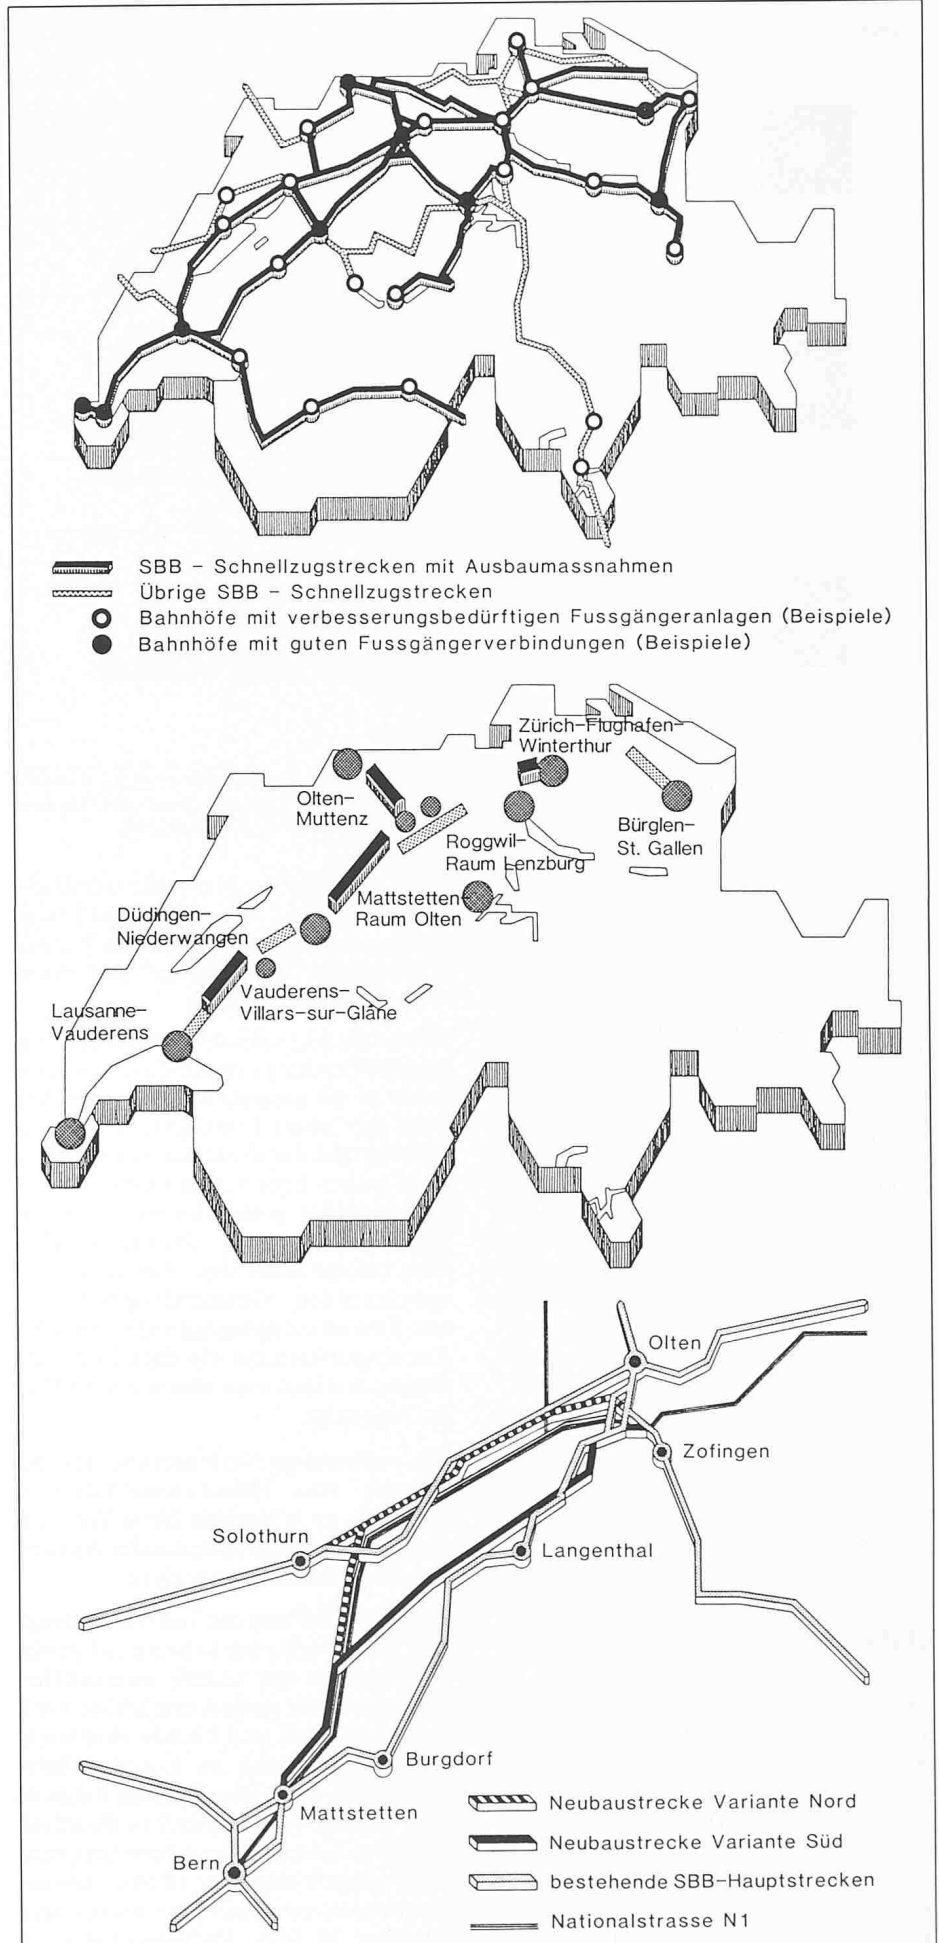 SBB – Schnellzugstrecken mit Ausbaumassnahmen
Übrige SBB – Schnellzugstrecken
Bahnhöfe mit verbesserungsbedürftigen Fussgängeranlagen (Beispiele)
Bahnhöfe mit guten Fussgängerverbindungen (Beispiele)
Zürich-Flughafen-
Winterthur
Olten-
Muttenz
Bürglen-
St. Gallen
Roggwil-
Raum Lenzburg
Mattstetten-
Raum Olten
Düdingen-
Niederwangen
Vauderens-
Villars-sur-Glâne
Lausanne-
Vauderens
Olten
Zofingen
Solothurn
Langenthal
Burgdorf
Mattstetten
Bern
Neubaustrecke Variante Nord
Neubaustrecke Variante Süd
bestehende SBB-Hauptstrecken
Nationalstrasse N1